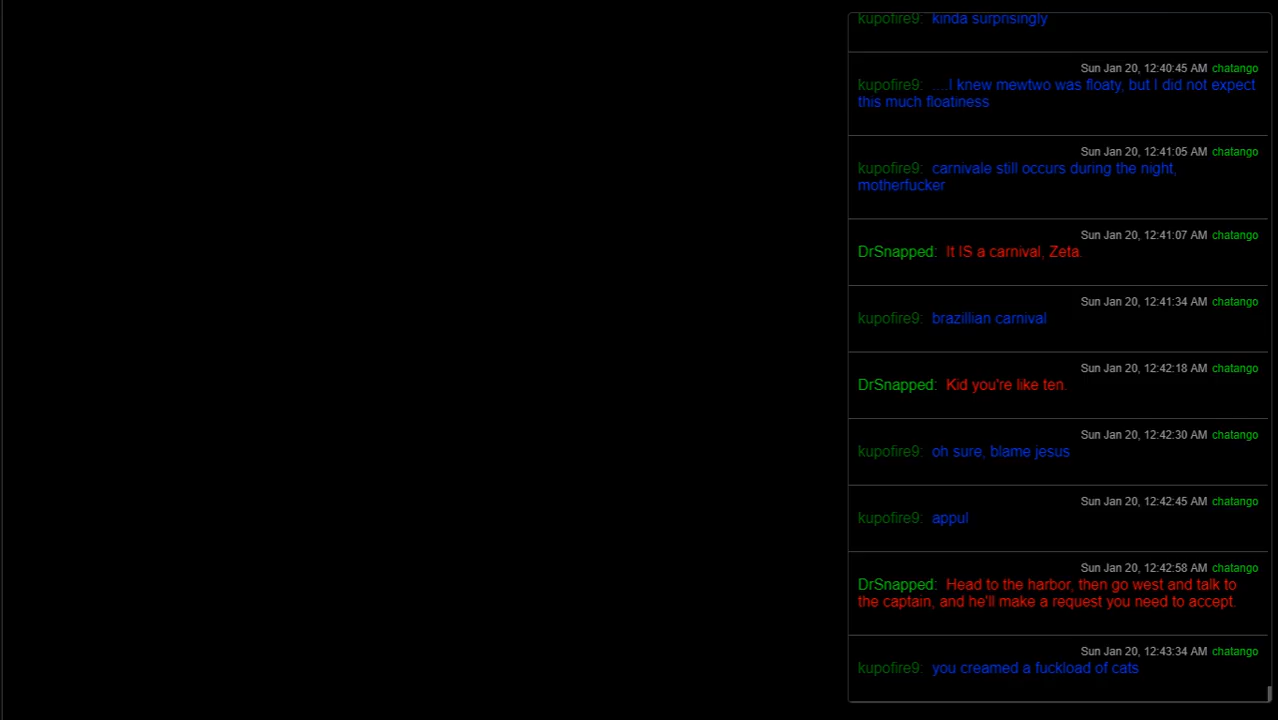 kupofire9: kinda surprisingly
Sun Jan 20, 12:40:45 AM chatango
kupofire9: ....I knew mewtwo was floaty, but I did not expect
this much floatiness
Sun Jan 20, 12:41:05 AM chatango
kupofire9: carnivale still occurs during the night,
motherfucker
Sun Jan 20, 12:41:07 AM chatango
DrSnapped: It IS a carnival, Zeta.
Sun Jan 20, 12:41:34 AM chatango
kupofire9: brazillian carnival
Sun Jan 20, 12:42:18 AM chatango
DrSnapped: Kid you're like ten.
Sun Jan 20, 12:42:30 AM chatango
kupofire9: oh sure, blame jesus
Sun Jan 20, 12:42:45 AM chatango
kupofire9: appul
Sun Jan 20, 12:42:58 AM chatango
DrSnapped: Head to the harbor, then go west and talk to
the captain, and he'll make a request you need to accept.
Sun Jan 20, 12:43:34 AM chatango
kupofire9: you creamed a fuckload of cats